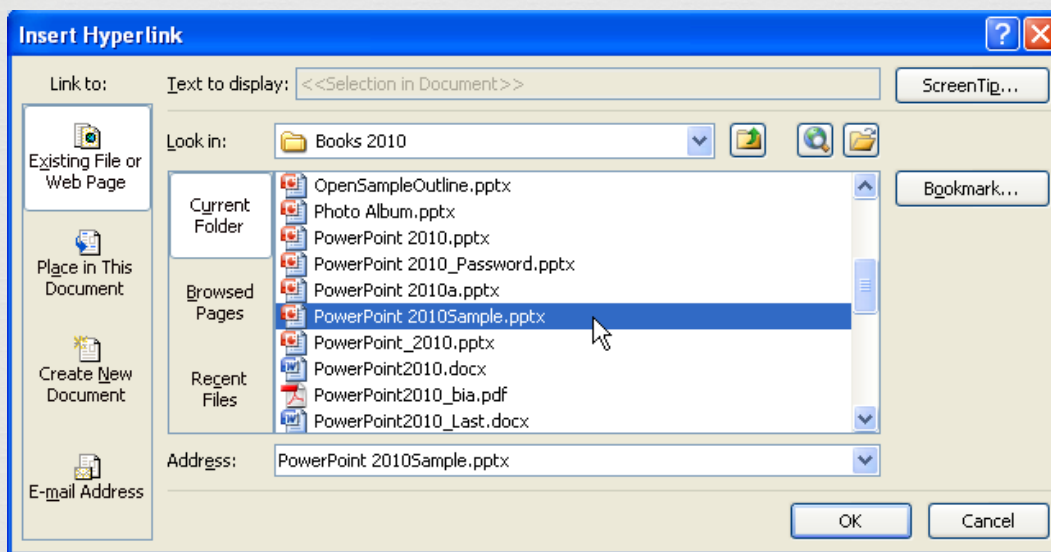 Insert Hyperlink
Link to:
Text to display:
<<Selection in Document>>
ScreenTip...
Existing File or
Web Page
Look in:
Books 2010
Current
Folder
Browsed
Pages
Recent
Files
OpenSampleOutline.pptx
Photo Album.pptx
PowerPoint 2010.pptx
PowerPoint 2010_Password.pptx
PowerPoint 2010a.pptx
PowerPoint 2010Sample.pptx
PowerPoint_2010.pptx
PowerPoint2010.docx
PowerPoint2010_bia.pdf
PowerPoint2010_Last.docx
Bookmark...
Place in This
Document
Create New
Document
E-mail Address
Address:
PowerPoint 2010Sample.pptx
OK
Cancel